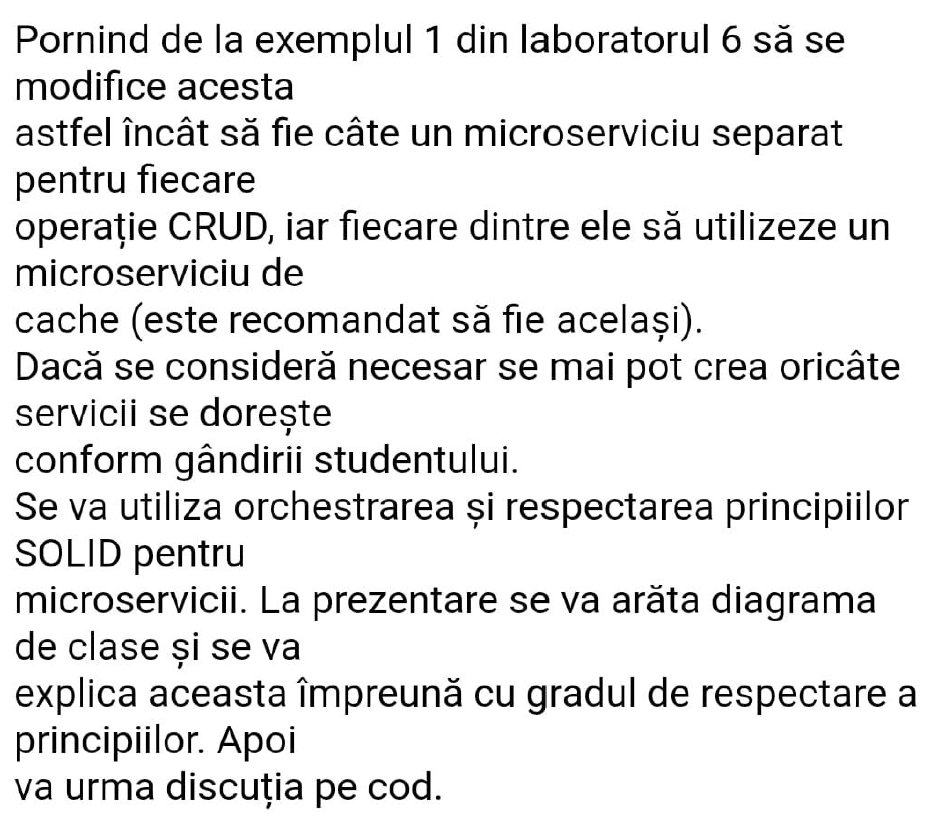 Pornind de la exemplul 1 din laboratorul 6 să se
modifice acesta
astfel încât să fie câte un microserviciu separat
pentru fiecare
operație CRUD, iar fiecare dintre ele să utilizeze un
microserviciu de
cache (este recomandat să fie același).
Dacă se consideră necesar se mai pot crea oricâte
servicii se dorește
conform gândirii studentului.
Se va utiliza orchestrarea și respectarea principiilor
SOLID pentru
microservicii. La prezentare se va arăta diagrama
de clase și se va
explica aceasta împreună cu gradul de respectare a
principiilor. Apoi
va urma discuția pe cod.